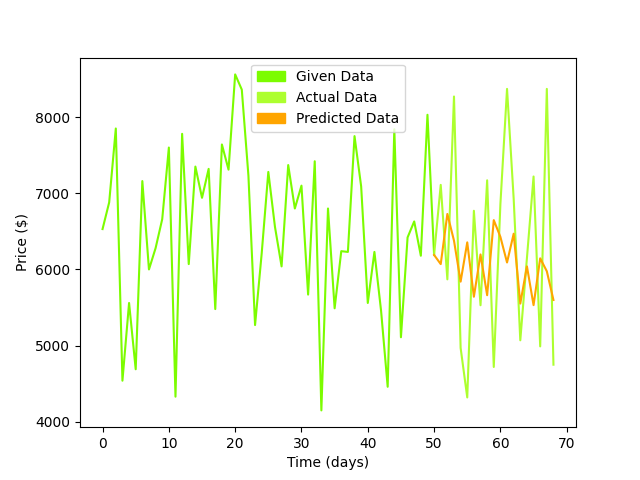 Given Data
Actual Data
Predicted Data
8000
7000
6000
5000
4000
Price ($)
0 10 20 30 40 50 60 70
Time (days)